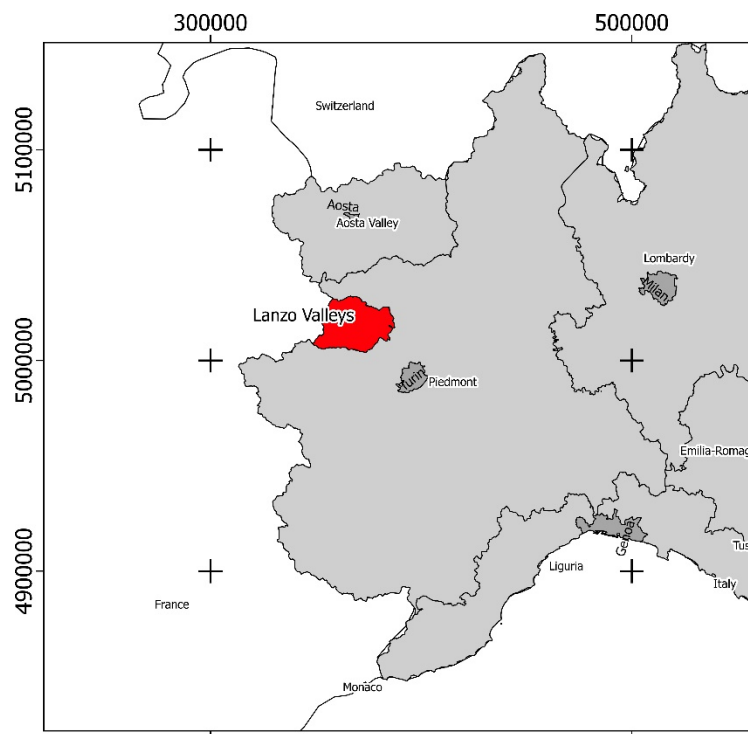 300000
500000
Switzerland
5100000
Aosta
Aosta Valley
Lombardy
Milan
Lanzo Valleys
5000000
Turin
Piedmont
Emilia-Romag
Genoa
Tus
4900000
Liguria
Italy
France
Monaco